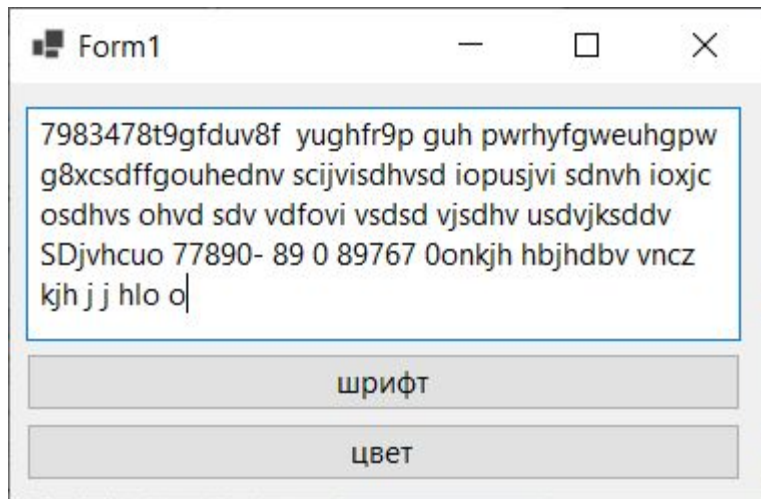 Form1
7983478t9gfduv8f  yughfr9p guh pwrhyfgweuhgpw
g8xcsdffgouhednv scijvisdhvsd iopusjvi sdnvh ioxjc
osdhvs ohvd sdv vdfovi vsdsd vjsdhv usdvjksddv
SDjvhcuo 77890- 89 0 89767 0onkjh hbjhdbv vncz
kjh j j hlo o
шрифт
цвет